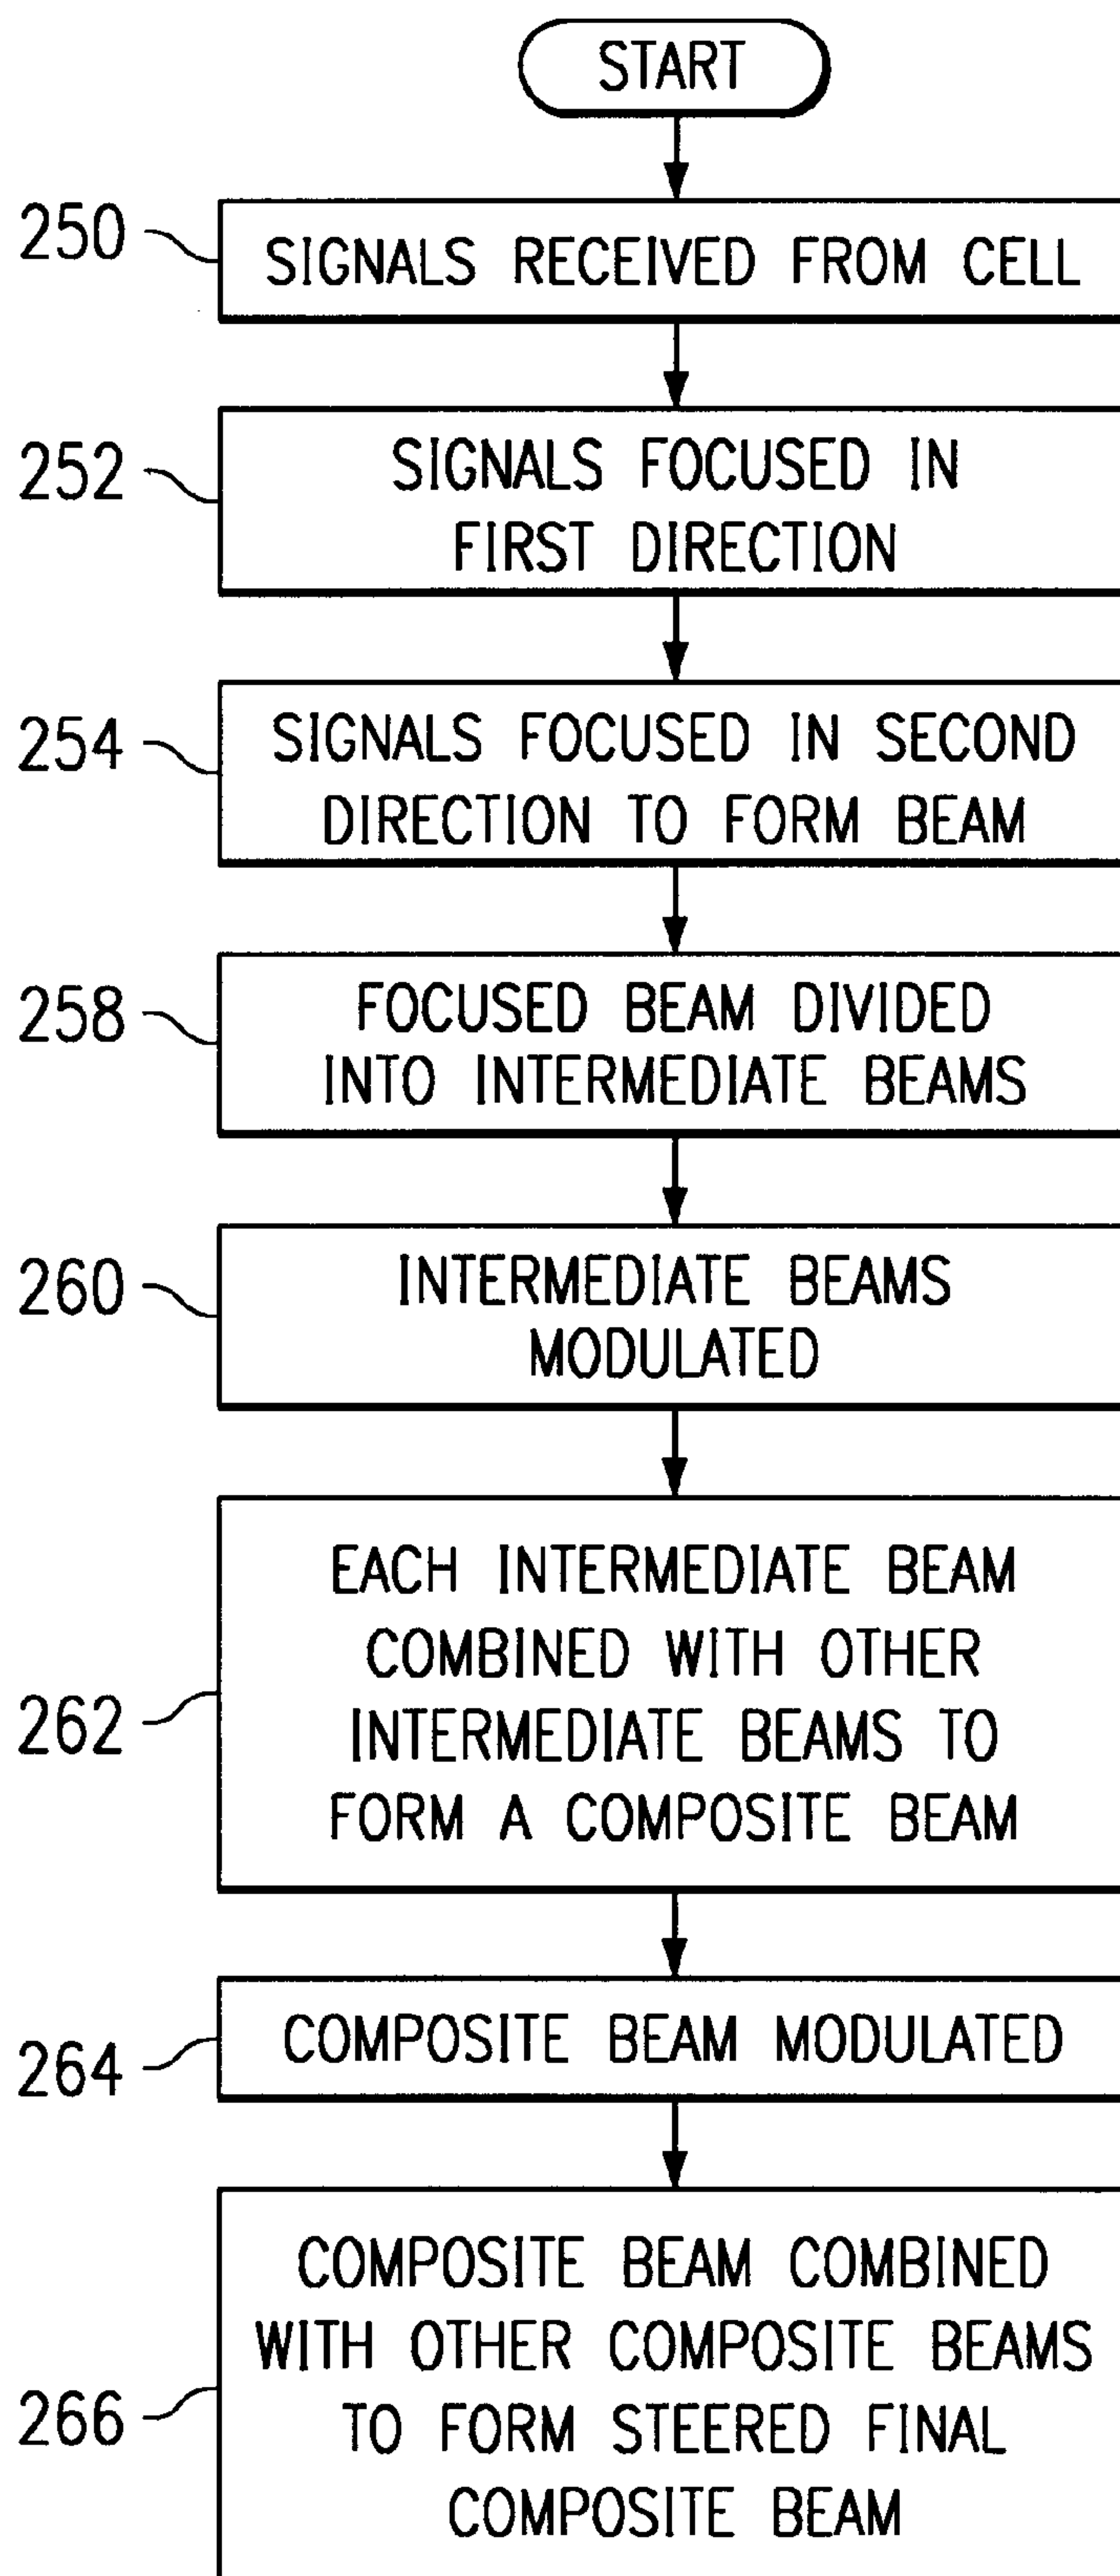 START
250
SIGNALS RECEIVED FROM CELL
252
SIGNALS FOCUSED IN
FIRST DIRECTION
254
SIGNALS FOCUSED IN SECOND
DIRECTION TO FORM BEAM
258
FOCUSED BEAM DIVIDED
INTO INTERMEDIATE BEAMS
260
INTERMEDIATE BEAMS
MODULATED
262
EACH INTERMEDIATE BEAM
COMBINED WITH OTHER
INTERMEDIATE BEAMS TO
FORM A COMPOSITE BEAM
264
COMPOSITE BEAM MODULATED
266
COMPOSITE BEAM COMBINED
WITH OTHER COMPOSITE BEAMS
TO FORM STEERED FINAL
COMPOSITE BEAM